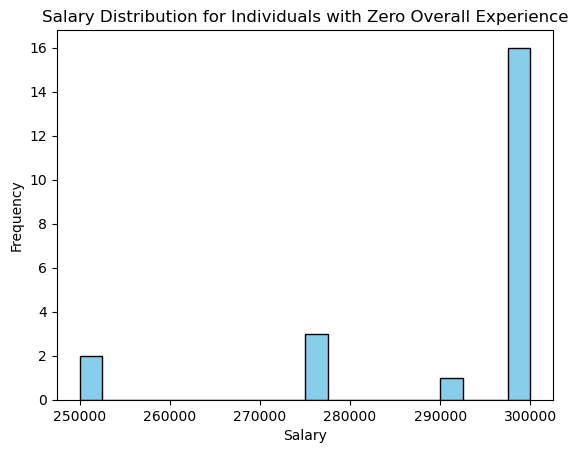 Salary Distribution for Individuals with Zero Overall Experience
16
14
12
10
8
6
4
2
0
Frequency
250000 260000 270000 280000 290000 300000
Salary